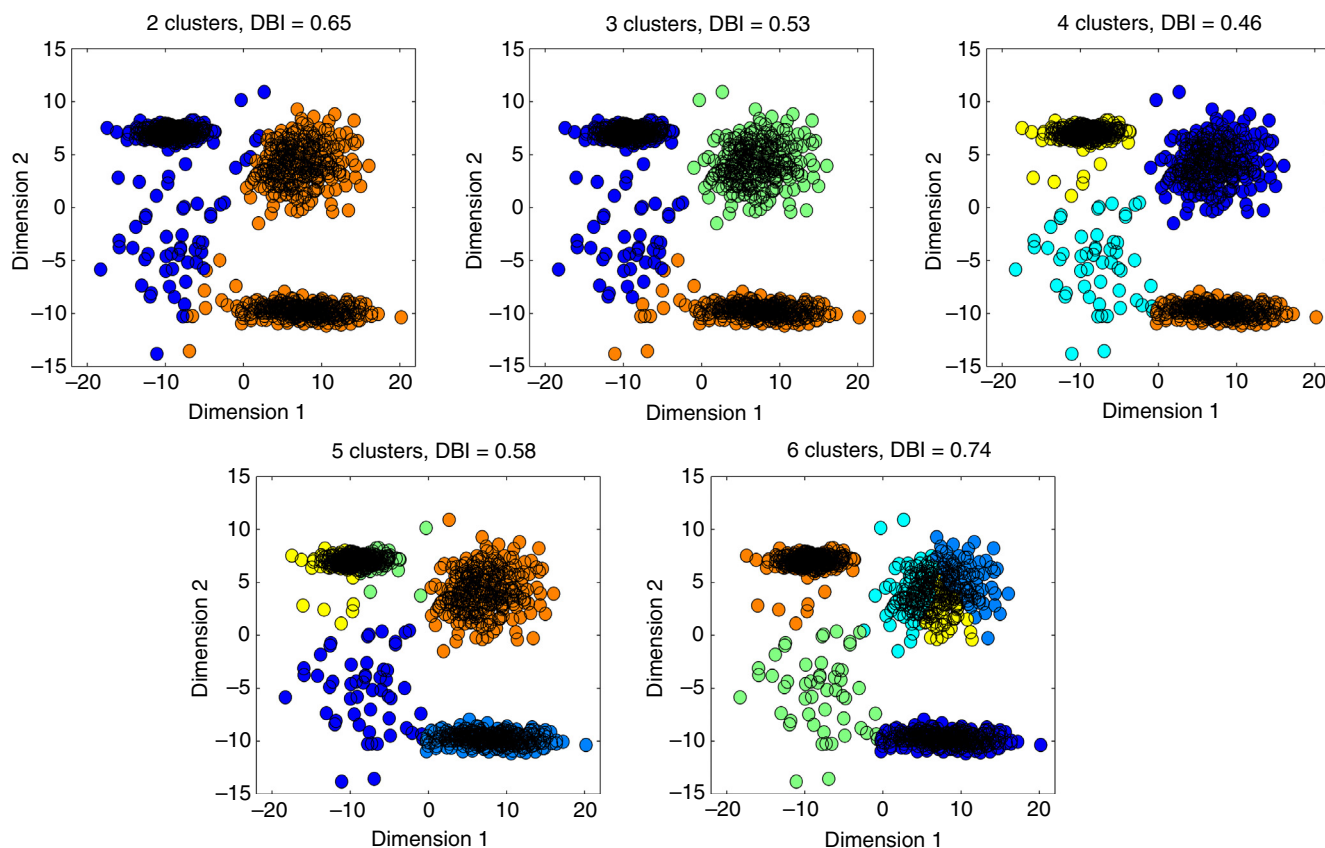 2 clusters, DBI = 0.65
15
10
5
0
−5
−10
−15
Dimension 2
−20 −10 0 10 20
Dimension 1
3 clusters, DBI = 0.53
15
10
5
0
−5
−10
−15
Dimension 2
−20 −10 0 10 20
Dimension 1
4 clusters, DBI = 0.46
15
10
5
0
−5
−10
−15
Dimension 2
−20 −10 0 10 20
Dimension 1
5 clusters, DBI = 0.58
15
10
5
0
−5
−10
−15
Dimension 2
−20 −10 0 10 20
Dimension 1
6 clusters, DBI = 0.74
15
10
5
0
−5
−10
−15
Dimension 2
−20 −10 0 10 20
Dimension 1